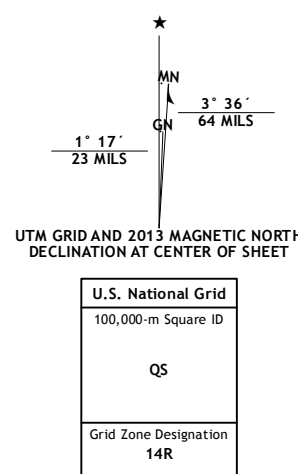 ★
MN
GN
3° 36´
64 MILS
1° 17´
23 MILS
UTM GRID AND 2013 MAGNETIC NORTH
DECLINATION AT CENTER OF SHEET
U.S. National Grid
100,000-m Square ID
QS
Grid Zone Designation
14R